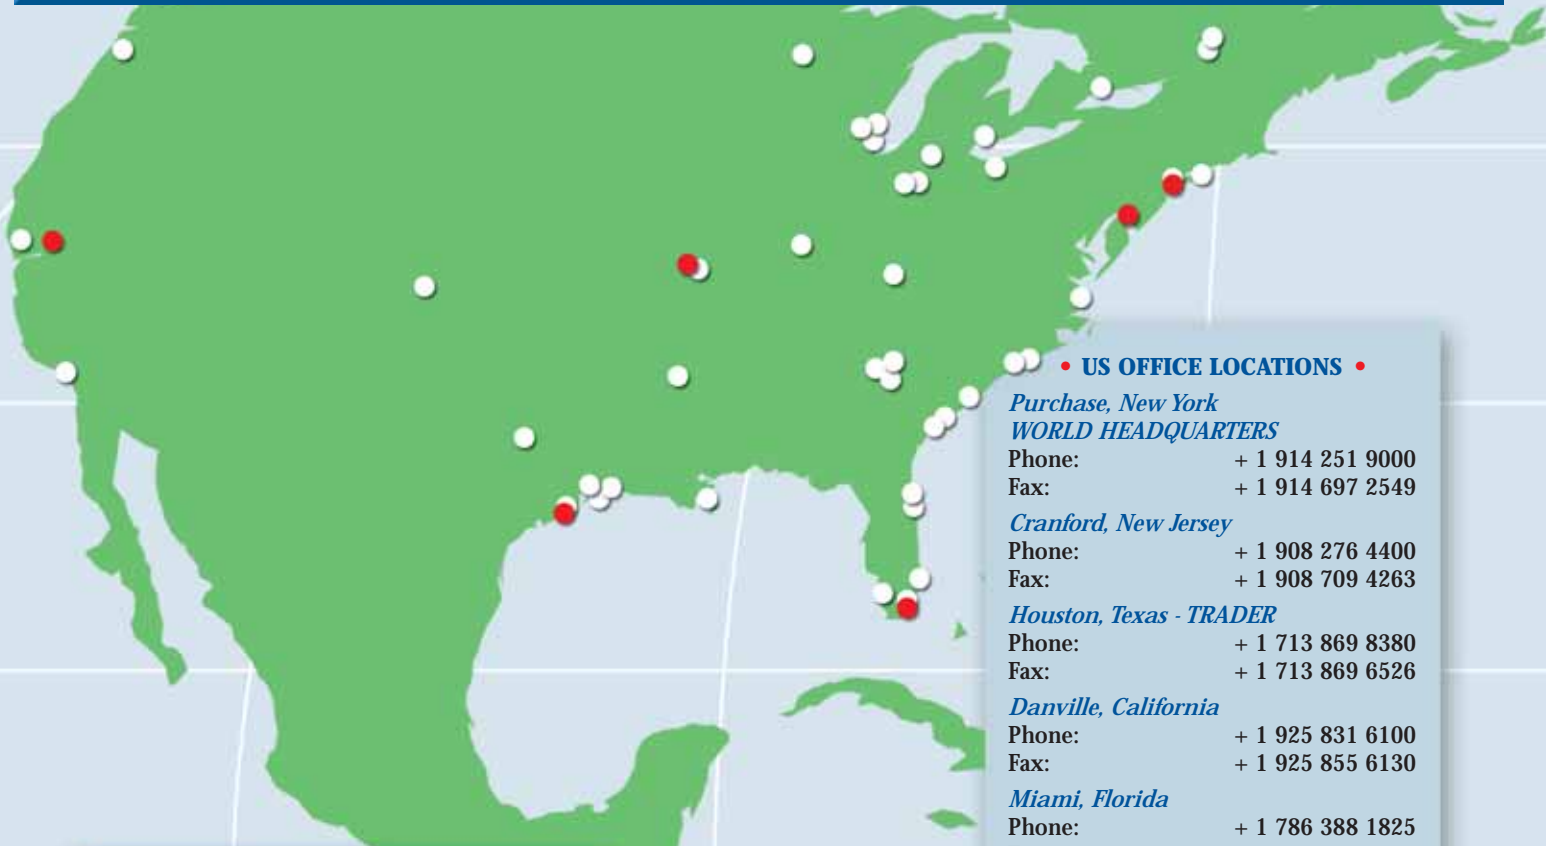 • US OFFICE LOCATIONS •
Purchase, New York
WORLD HEADQUARTERS
Phone: + 1 914 251 9000
Fax: + 1 914 697 2549
Cranford, New Jersey
Phone: + 1 908 276 4400
Fax: + 1 908 709 4263
Houston, Texas - TRADER
Phone: + 1 713 869 8380
Fax: + 1 713 869 6526
Danville, California
Phone: + 1 925 831 6100
Fax: + 1 925 855 6130
Miami, Florida
Phone: + 1 786 388 1825